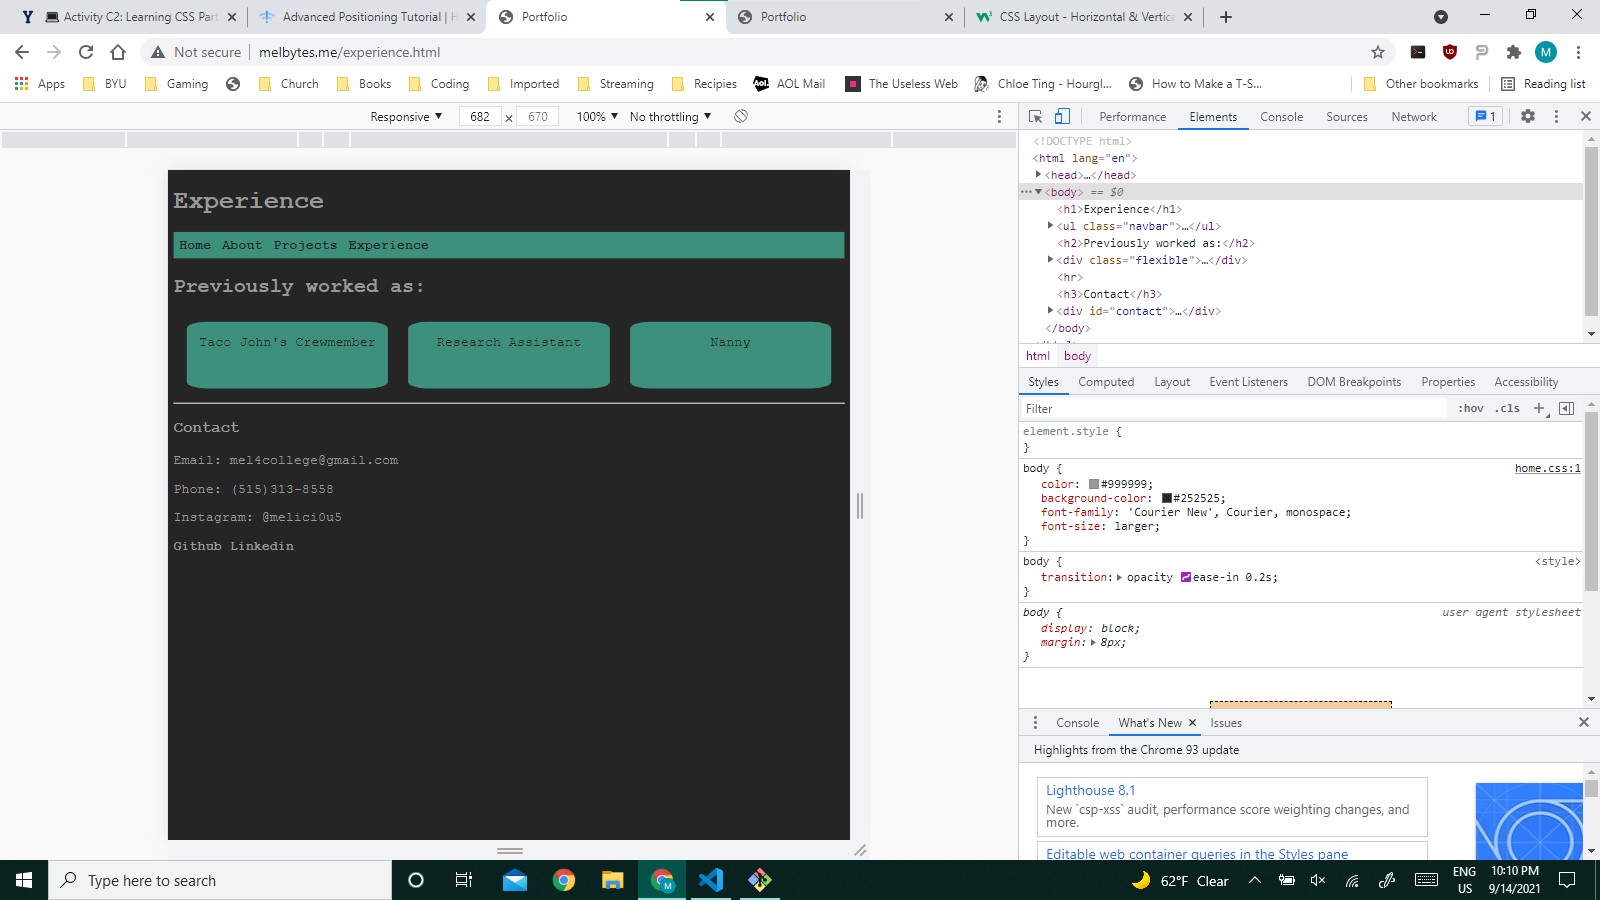 Activity C2: Learning CSS Part
Advanced Positioning Tutorial | H
Portfolio
Portfolio
CSS Layout - Horizontal & Vertica
Not secure
melbytes.me/experience.html
M
Apps
BYU
Gaming
Church
Books
Coding
Imported
Streaming
Recipies
AOL Mail
The Useless Web
Chloe Ting - Hourgl...
How to Make a T-S...
Other bookmarks
Reading list
Responsive
682
x
670
100%
No throttling
Performance
Elements
Console
Sources
Network
1
<!DOCTYPE html>
<html lang="en">
<head>…</head>
<body> == $0
<h1>Experience</h1>
<ul class="navbar">…</ul>
<h2>Previously worked as:</h2>
<div class="flexible">…</div>
<hr>
<h3>Contact</h3>
<div id="contact">…</div>
</body>
html
body
Styles
Computed
Layout
Event Listeners
DOM Breakpoints
Properties
Accessibility
Filter
:hov
.cls
element.style {
}
body {
home.css:1
color: #999999;
background-color: #252525;
font-family: 'Courier New', Courier, monospace;
font-size: larger;
}
body {
<style>
transition: opacity ease-in 0.2s;
}
body {
user agent stylesheet
display: block;
margin: 8px;
}
Console
What's New
Issues
Highlights from the Chrome 93 update
Lighthouse 8.1
New `csp-xss` audit, performance score weighting changes, and
more.
Editable web container queries in the Styles pane
Experience
Home About Projects Experience
Previously worked as:
Taco John's Crewmember
Research Assistant
Nanny
Contact
Email: mel4college@gmail.com
Phone: (515)313-8558
Instagram: @melici0u5
Github Linkedin
Type here to search
62°F Clear
ENG
US
10:10 PM
9/14/2021